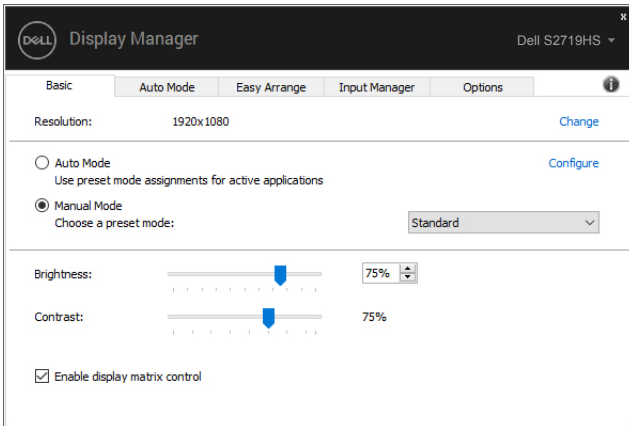 x
DELL Display Manager Dell S2719HS
Basic Auto Mode Easy Arrange Input Manager Options i
Resolution: 1920x1080 Change
Auto Mode Configure
Use preset mode assignments for active applications
Manual Mode
Choose a preset mode: Standard
Brightness: 75%
Contrast: 75%
Enable display matrix control